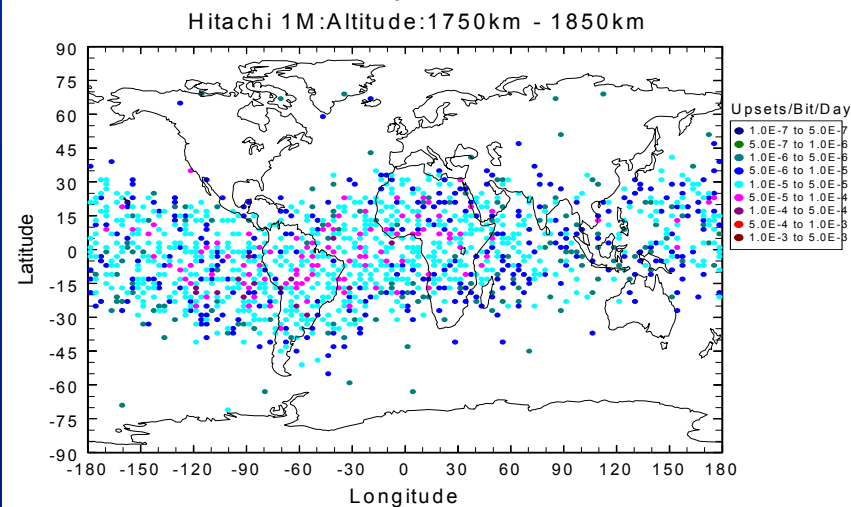 Hitachi 1M:Altitude:1750km - 1850km
90
75
60
45
30
15
0
-15
-30
-45
-60
-75
-90
Latitude
-180 -150 -120 -90 -60 -30 0 30 60 90 120 150 180
Longitude
Upsets/Bit/Day
1.0E-7 to 5.0E-7
5.0E-7 to 1.0E-6
1.0E-6 to 5.0E-6
5.0E-6 to 1.0E-5
1.0E-5 to 5.0E-5
5.0E-5 to 1.0E-4
1.0E-4 to 5.0E-4
5.0E-4 to 1.0E-3
1.0E-3 to 5.0E-3